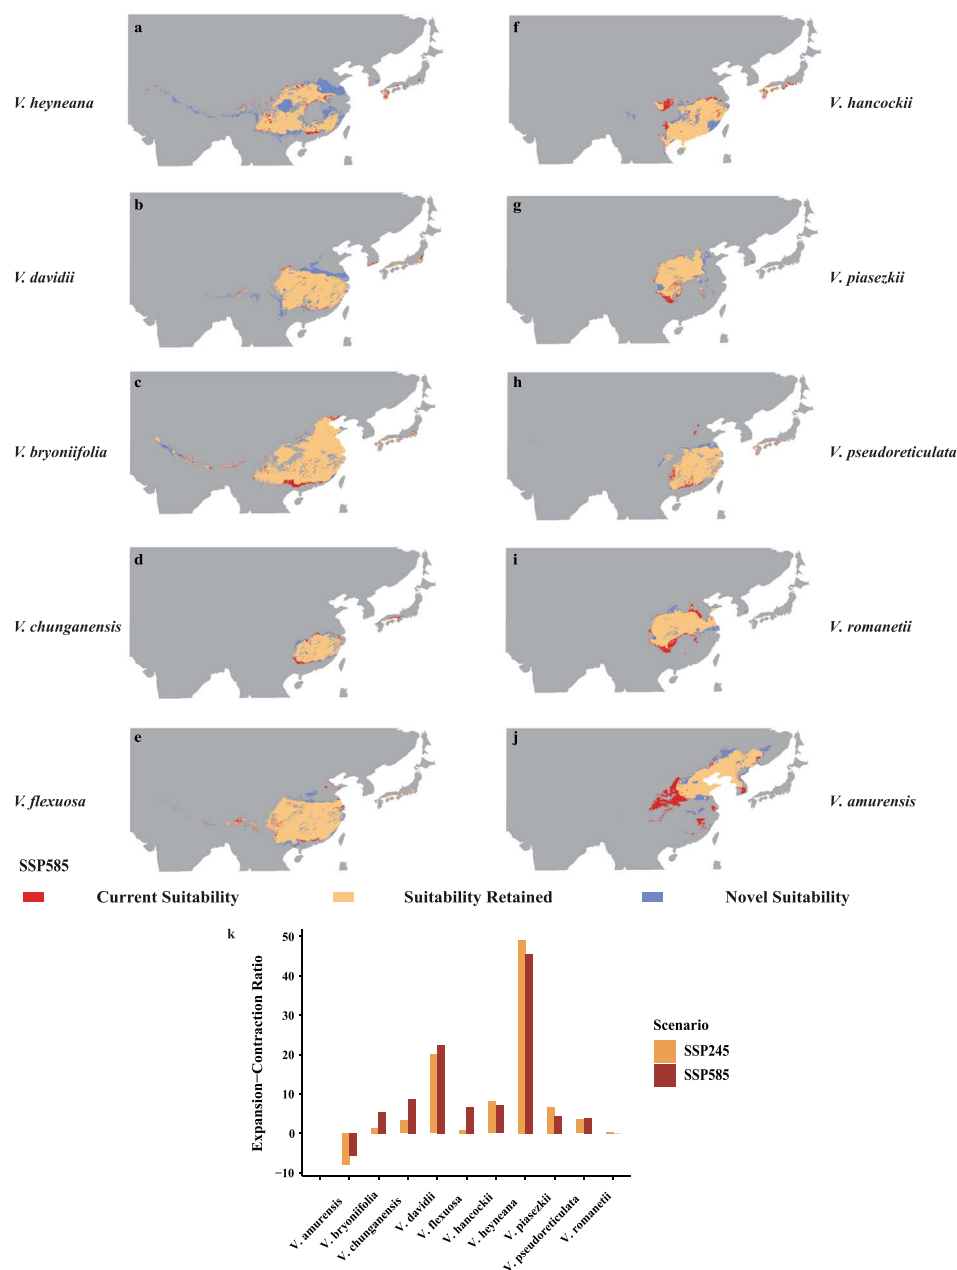 a
V. heyneana
f
V. hancockii
b
V. davidii
g
V. piasezkii
c
V. bryoniifolia
h
V. pseudoreticulata
d
V. chunganensis
i
V. romanetii
e
V. flexuosa
j
V. amurensis
SSP585
Current Suitability
Suitability Retained
Novel Suitability
k
Expansion−Contraction Ratio
50
40
30
20
10
0
−10
V. amurensis
V. bryoniifolia
V. chunganensis
V. davidii
V. flexuosa
V. hancockii
V. heyneana
V. piasezkii
V. pseudoreticulata
V. romanetii
Scenario
SSP245
SSP585